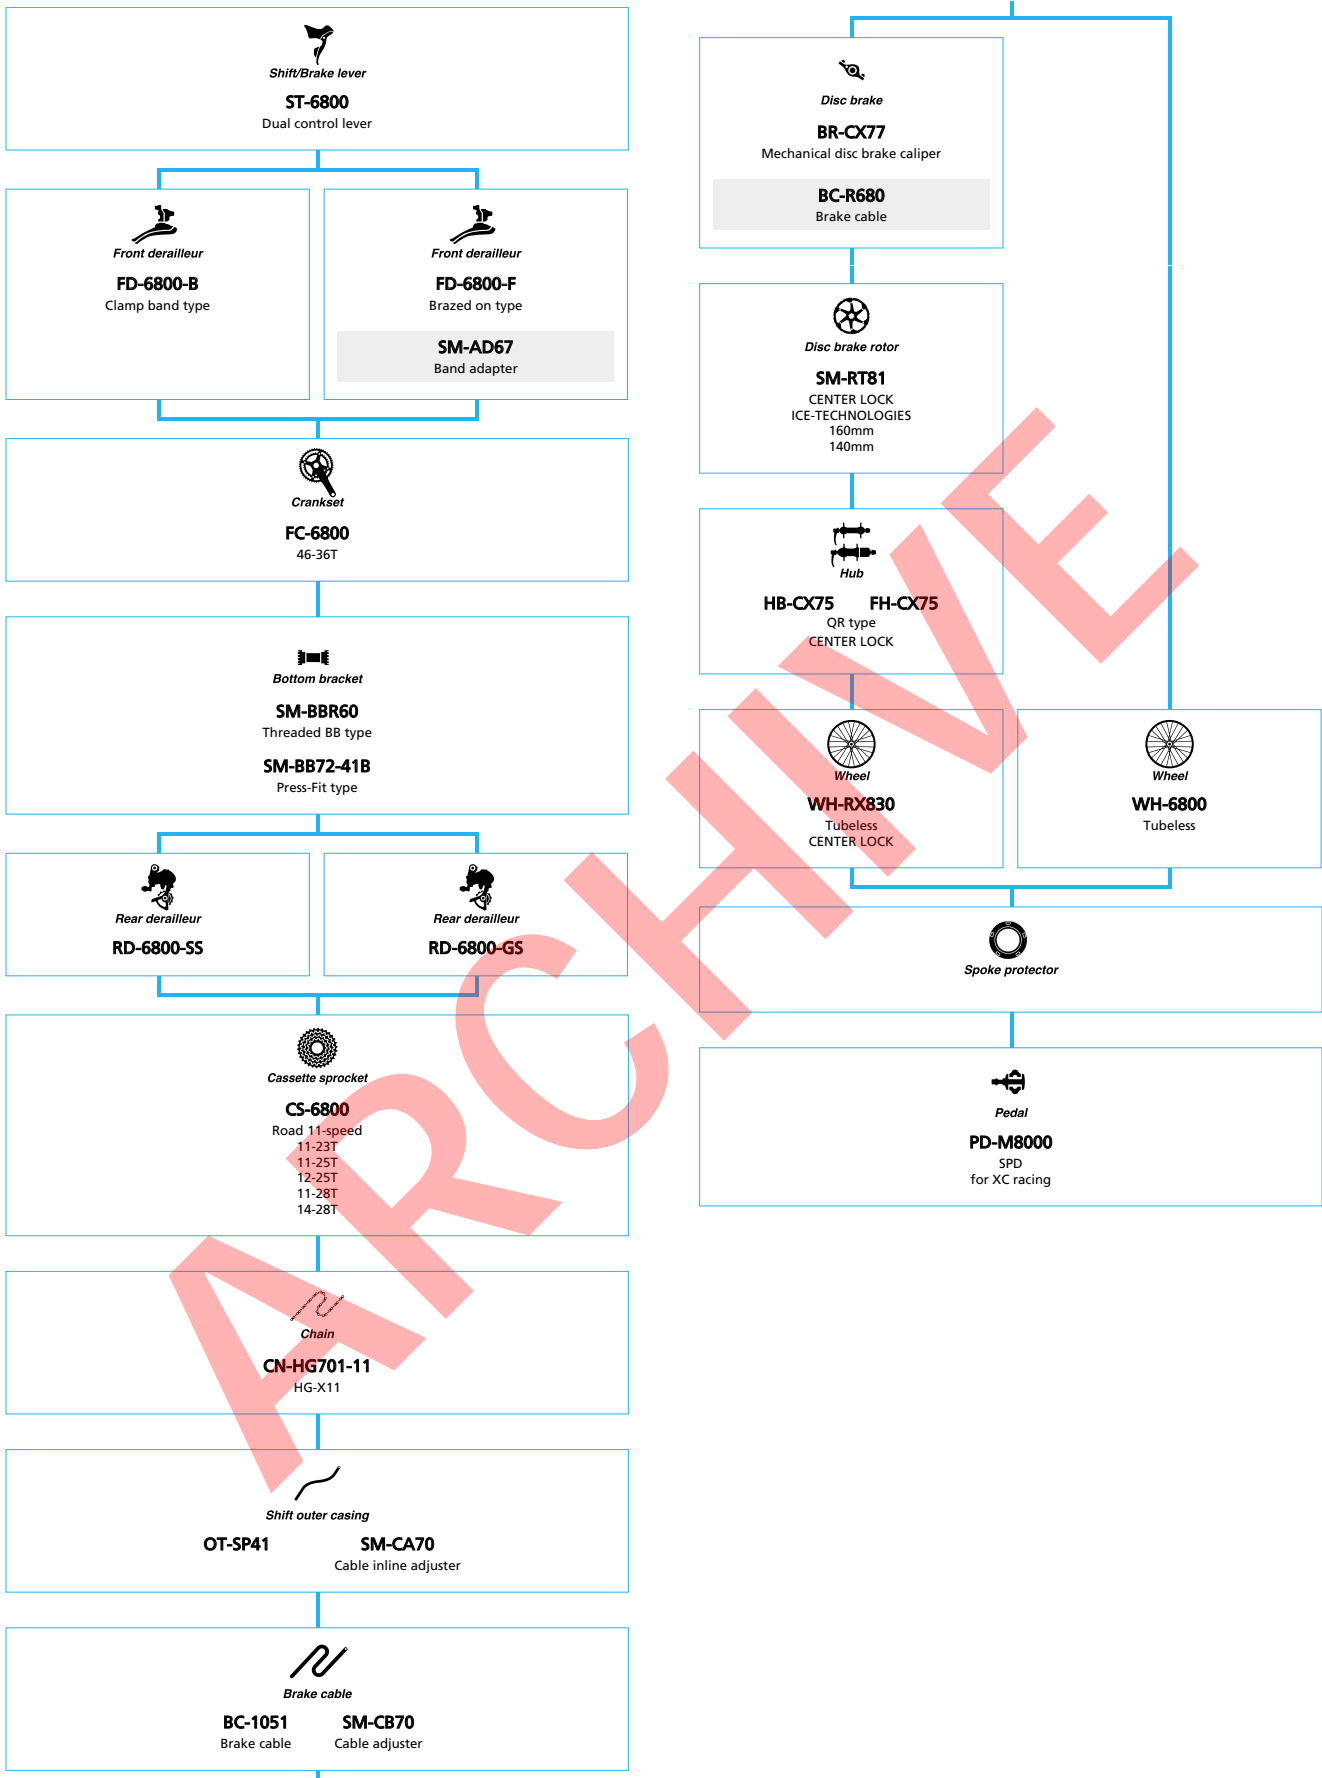 Shift/Brake lever
ST-6800
Dual control lever
Front derailleur
FD-6800-B
Clamp band type
Front derailleur
FD-6800-F
Brazed on type
SM-AD67
Band adapter
Crankset
FC-6800
46-36T
Bottom bracket
SM-BBR60
Threaded BB type
SM-BB72-41B
Press-Fit type
Rear derailleur
RD-6800-SS
Rear derailleur
RD-6800-GS
Cassette sprocket
CS-6800
Road 11-speed
11-23T
11-25T
12-25T
11-28T
14-28T
Chain
CN-HG701-11
HG-X11
Shift outer casing
OT-SP41
SM-CA70
Cable inline adjuster
Brake cable
BC-1051
Brake cable
SM-CB70
Cable adjuster
Disc brake
BR-CX77
Mechanical disc brake caliper
BC-R680
Brake cable
Disc brake rotor
SM-RT81
CENTER LOCK
ICE-TECHNOLOGIES
160mm
140mm
Hub
HB-CX75 FH-CX75
QR type
CENTER LOCK
Wheel
WH-RX830
Tubeless
CENTER LOCK
Wheel
WH-6800
Tubeless
Spoke protector
Pedal
PD-M8000
SPD
for XC racing
ARCHIVE